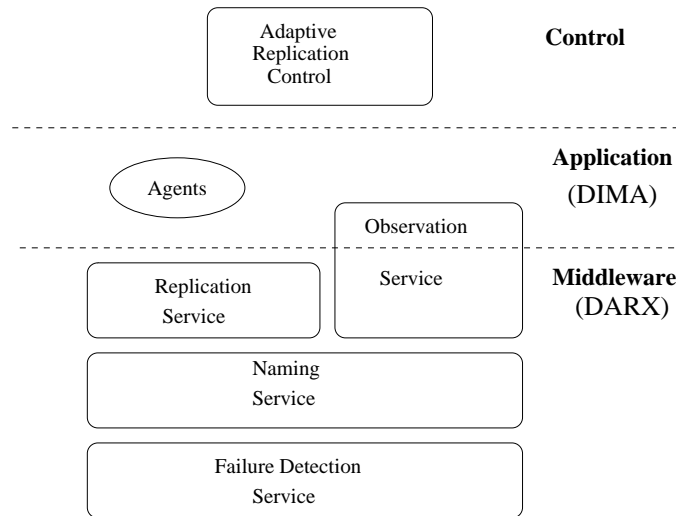 Adaptive
Replication
Control
Control
Agents
Application
(DIMA)
Observation
Service
Replication
Service
Middleware
(DARX)
Naming
Service
Failure Detection
Service